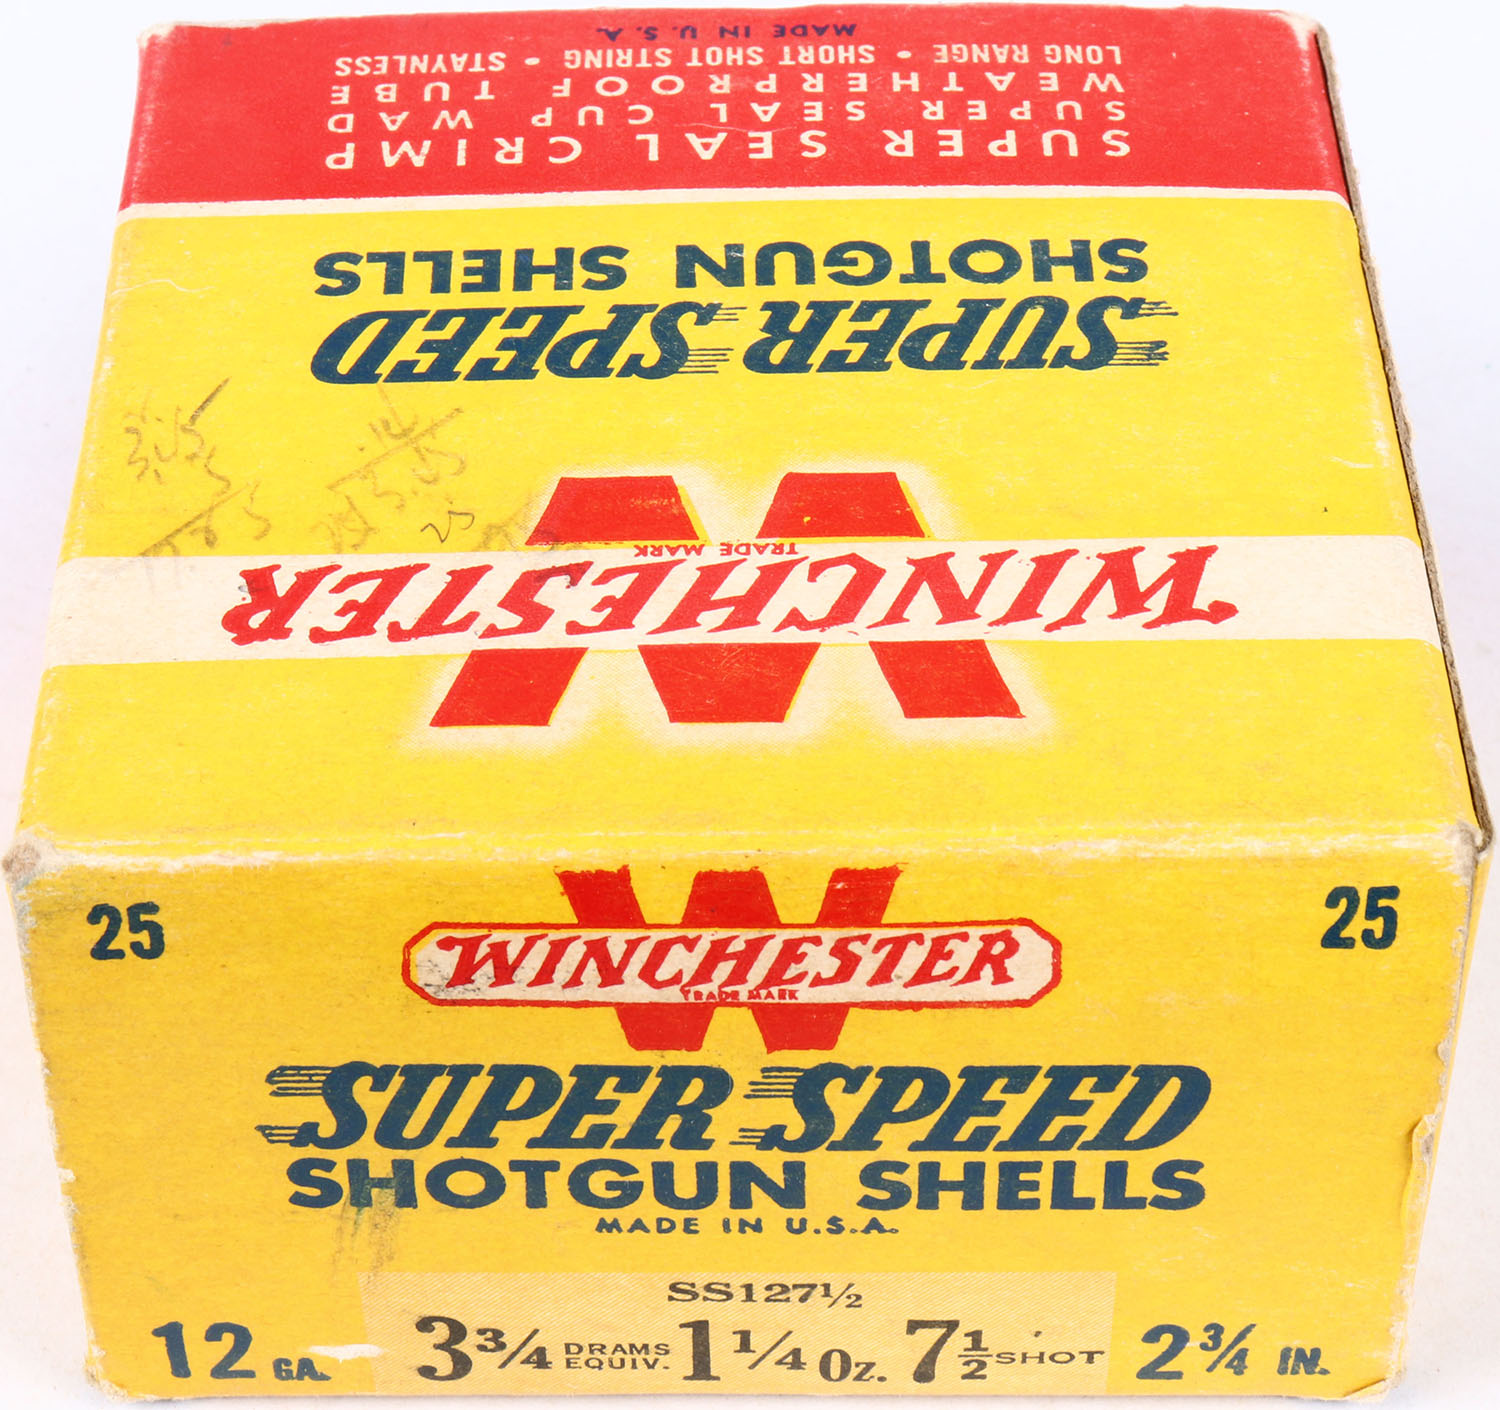 MADE IN U.S.A.
LONG RANGE • SHORT SHOT STRING • STAYNLESS
WEATHERPROOF TUBE
SUPER SEAL CUP WAD
SUPER SEAL CRIMP
SHOTGUN SHELLS
SUPER SPEED
TRADE MARK
WINCHESTER
W
25
25
W
WINCHESTER
TRADE MARK
SUPER SPEED
SHOTGUN SHELLS
MADE IN U.S.A.
SS127½
12 GA. 3¾ DRAMS EQUIV. 1¼ Oz. 7½ SHOT 2¾ IN.